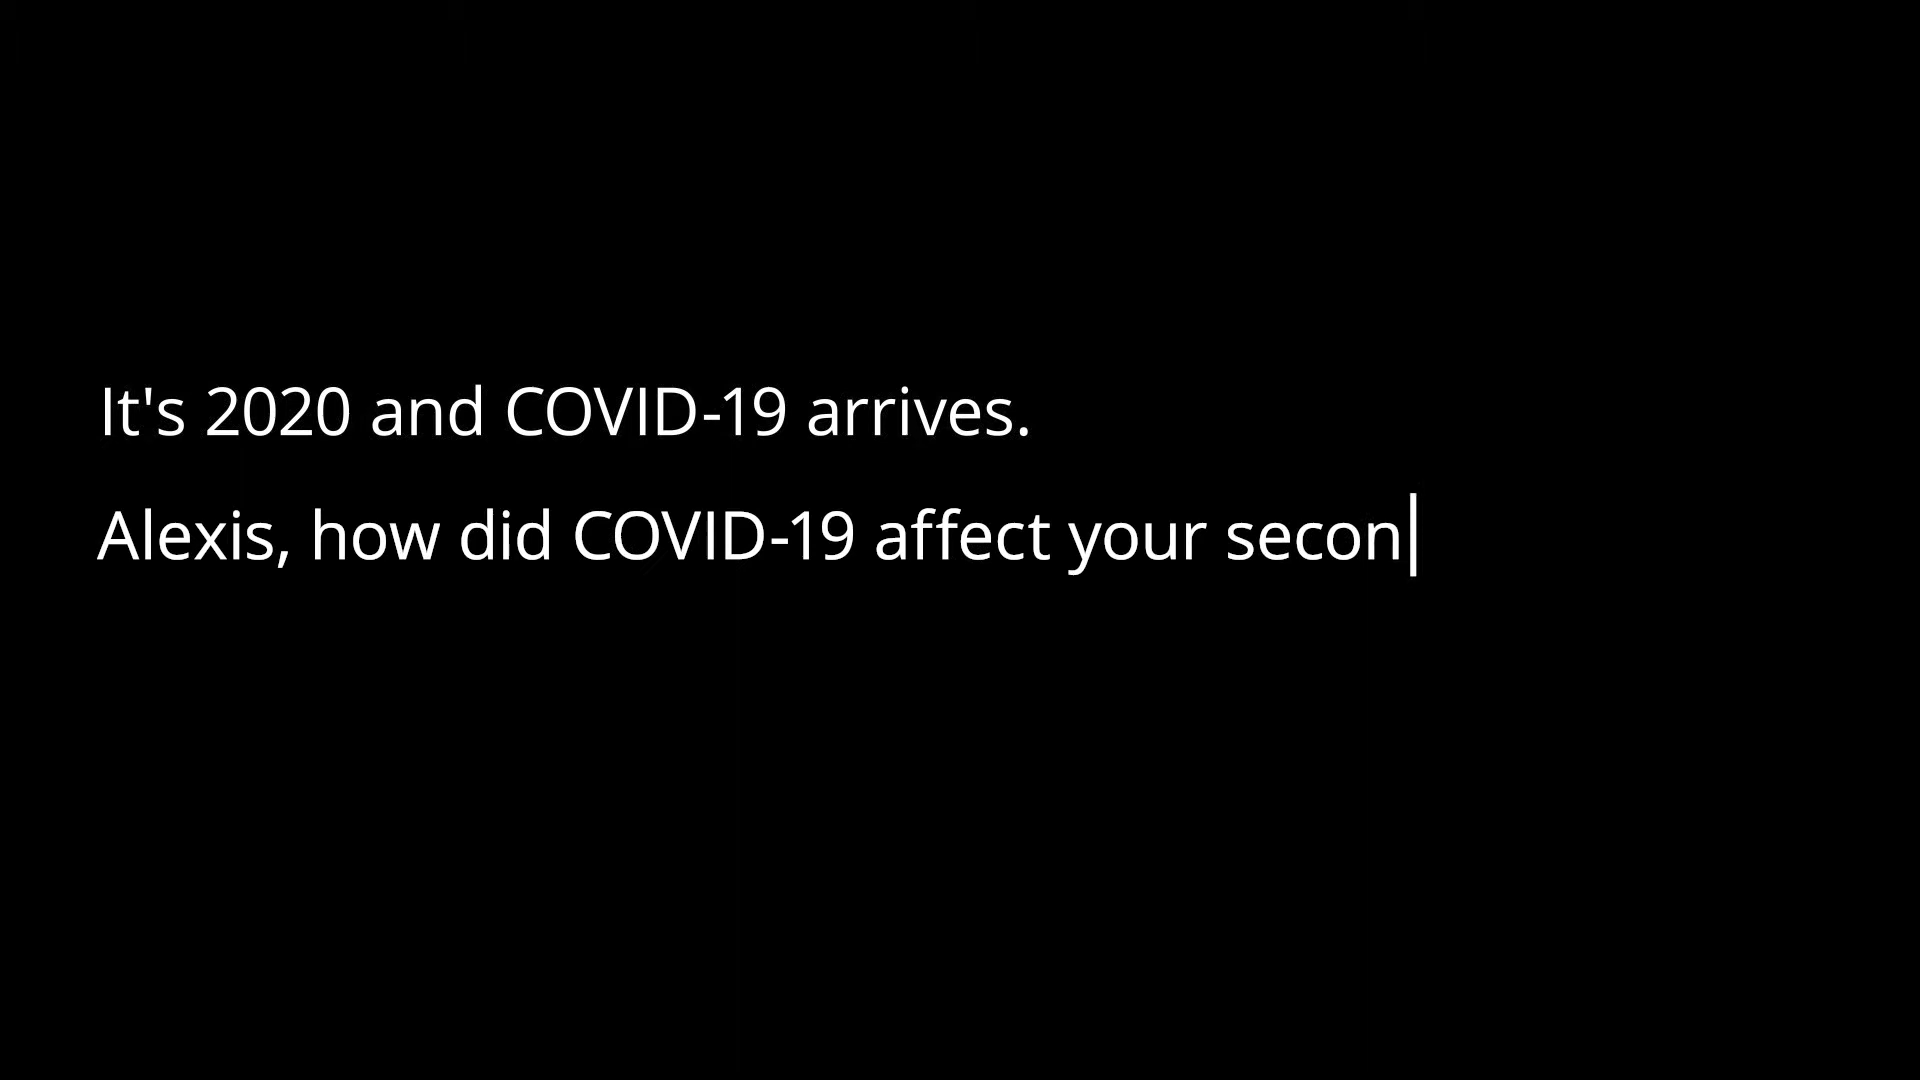 It's 2020 and COVID-19 arrives.
Alexis, how did COVID-19 affect your secon